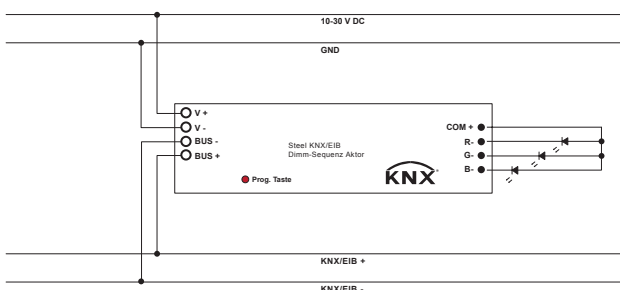 10-30 V DC
GND
V +
V -
BUS -
BUS +
Steel KNX/EIB
Dimm-Sequenz Aktor
Prog. Taste
KNX
COM +
R-
G-
B-
KNX/EIB +
KNX/EIB -